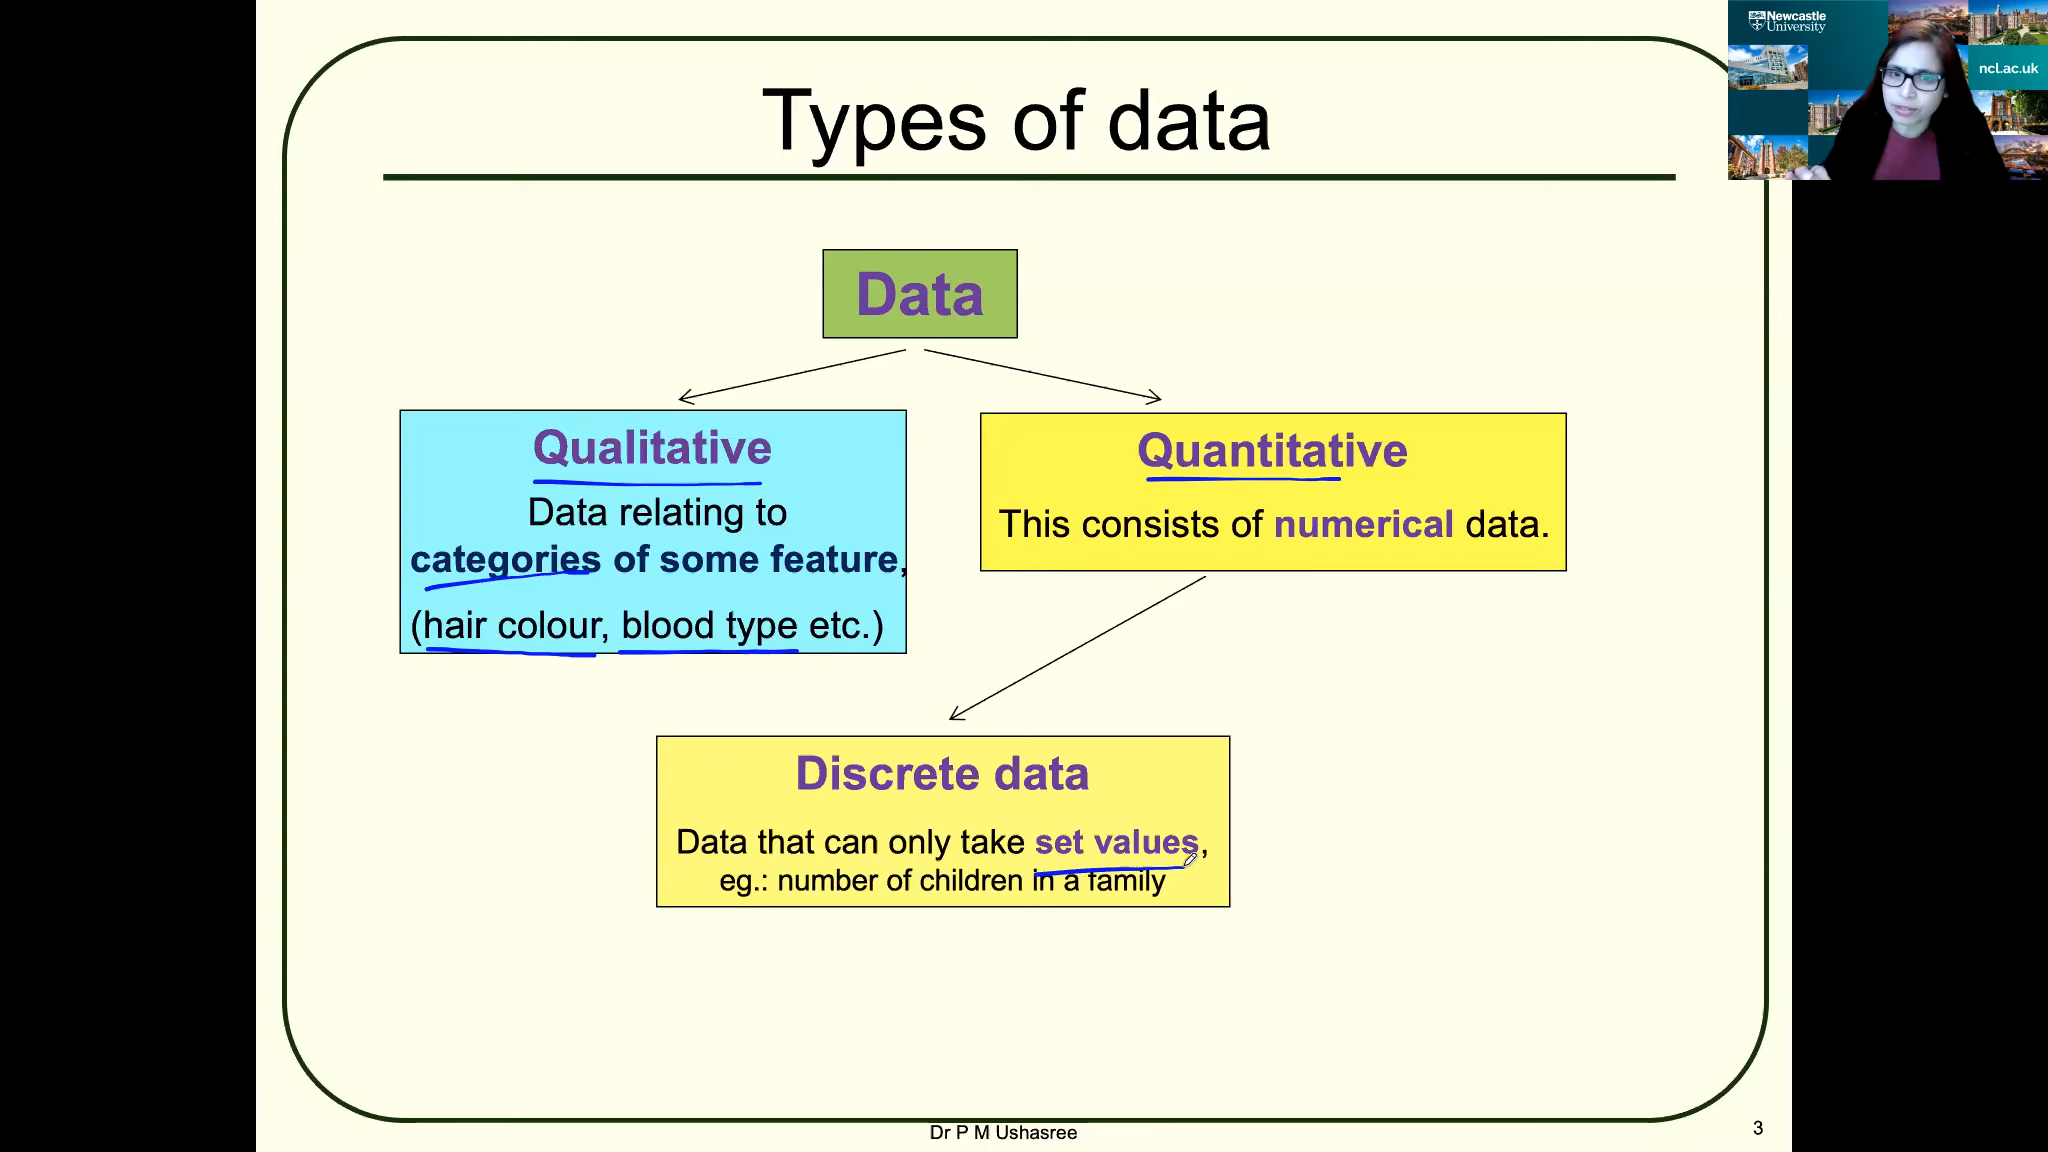 Newcastle
University
ncl.ac.uk
Types of data
Data
Qualitative
Data relating to
categories of some feature,
(hair colour, blood type etc.)
Quantitative
This consists of numerical data.
Discrete data
Data that can only take set values,
eg.: number of children in a family
Dr P M Ushasree
3